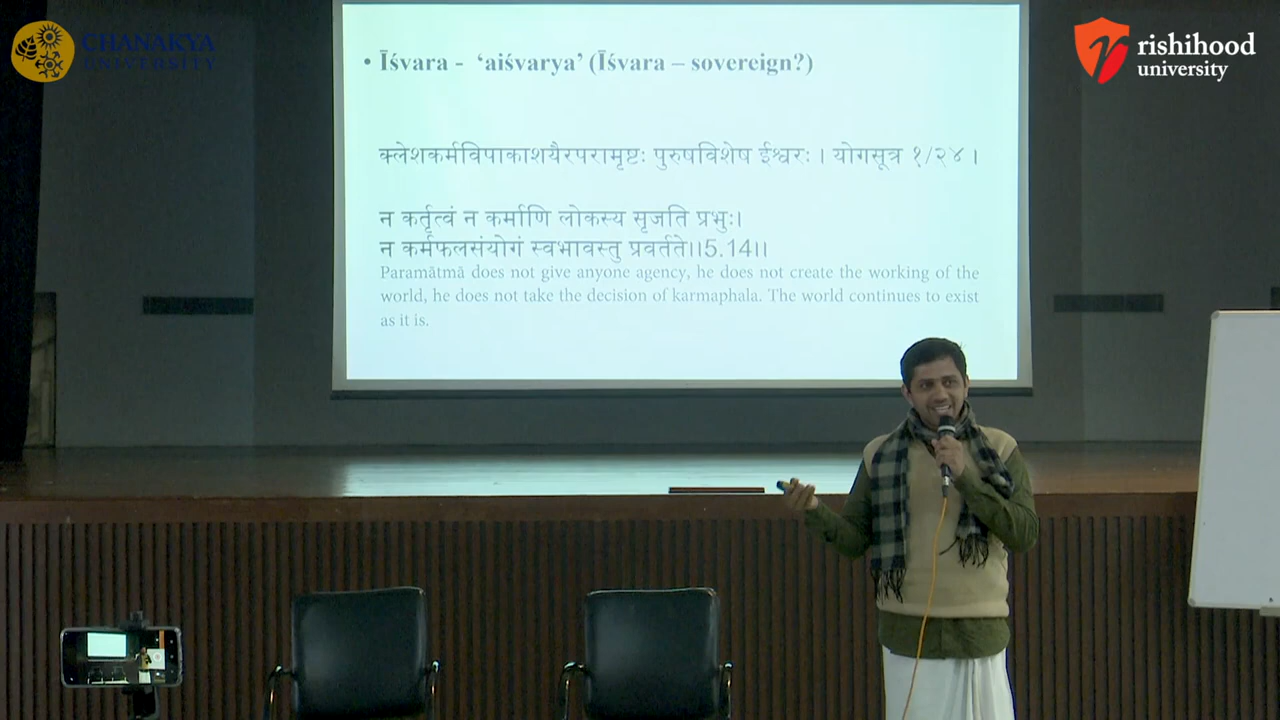 CHANAKYA
UNIVERSITY
rishihood
university
• Īśvara - ‘aiśvarya’ (Īśvara – sovereign?)
क्लेशकर्मविपाकाशयैरपरामृष्टः पुरुषविशेष ईश्वरः । योगसूत्र १/२४ ।
न कर्तृत्वं न कर्माणि लोकस्य सृजति प्रभुः।
न कर्मफलसंयोगं स्वभावस्तु प्रवर्तते।।5.14।।
Paramātmā does not give anyone agency, he does not create the working of the
world, he does not take the decision of karmaphala. The world continues to exist
as it is.